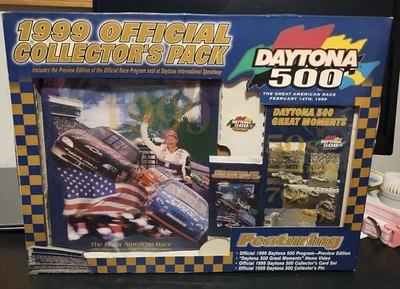 1999 OFFICIAL
COLLECTOR'S PACK
Includes the Preview Edition of the Official Race Program sold at Daytona International Speedway
DAYTONA
500
THE GREAT AMERICAN RACE
FEBRUARY 14TH, 1999
1999
DAYTONA 500
GREAT MOMENTS
The Great American Race
Featuring
• Official 1999 Daytona 500 Program–Preview Edition
• "Daytona 500 Great Moments" Home Video
• Official 1999 Daytona 500 Collector's Card Set
• Official 1999 Daytona 500 Collector's Pin